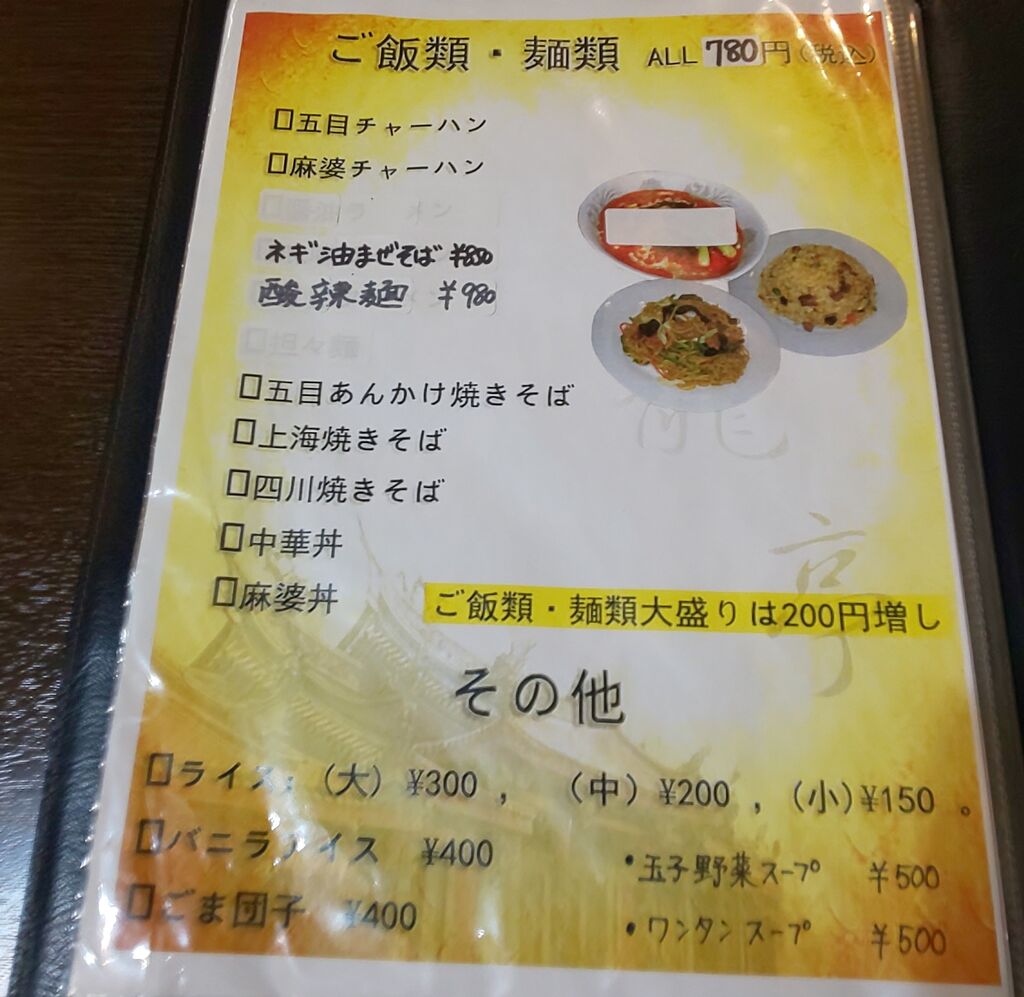 ご飯類・麺類 ALL 780円(税込)
五目チャーハン
麻婆チャーハン
ネギ油まぜそば ¥850
酸辣麺 ¥980
担々麺
五目あんかけ焼きそば
上海焼きそば
四川焼きそば
中華丼
麻婆丼
ご飯類・麺類大盛りは200円増し
その他
ライス:(大)¥300 , (中)¥200 , (小)¥150 。
バニラアイス ¥400
・玉子野菜スープ ¥500
ごま団子 ¥400
・ワンタンスープ ¥500